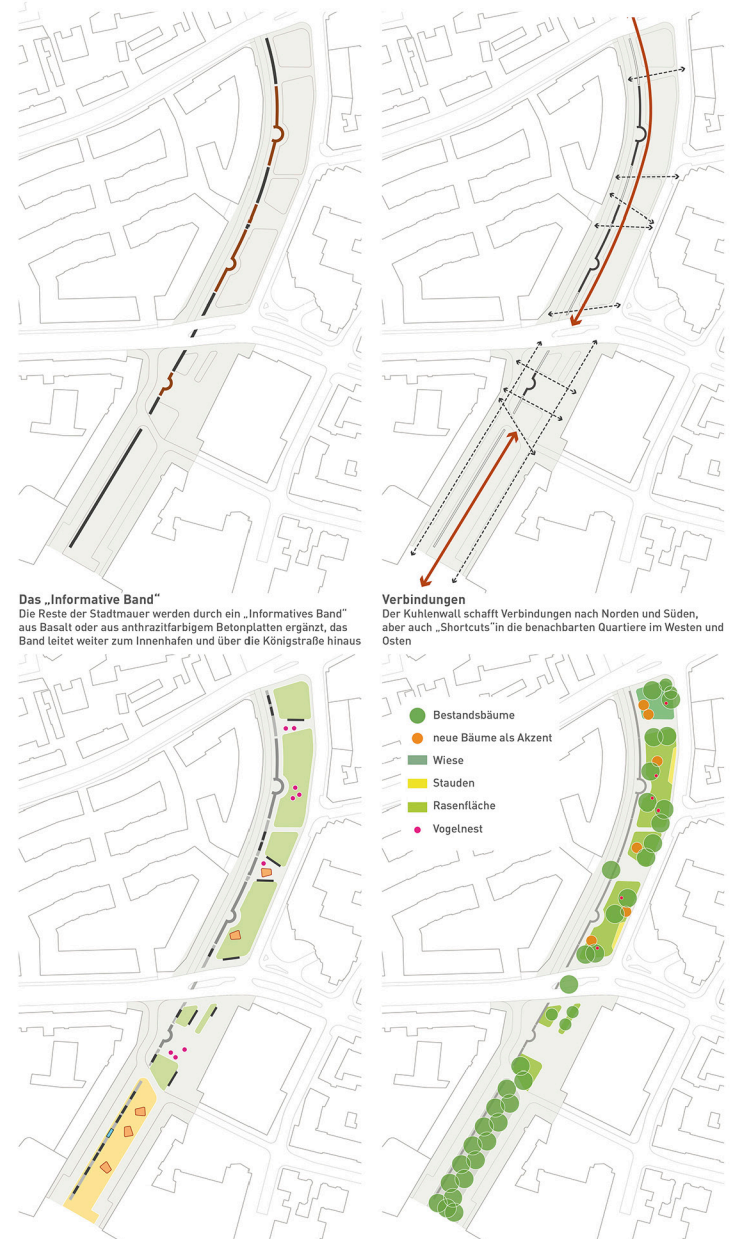 Das „Informative Band“
Die Reste der Stadtmauer werden durch ein „Informatives Band“
aus Basalt oder aus anthrazitfarbigem Betonplatten ergänzt, das
Band leitet weiter zum Innenhafen und über die Königstraße hinaus
Verbindungen
Der Kuhlenwall schafft Verbindungen nach Norden und Süden,
aber auch „Shortcuts“in die benachbarten Quartiere im Westen und
Osten
Bestandsbäume
neue Bäume als Akzent
Wiese
Stauden
Rasenfläche
Vogelnest